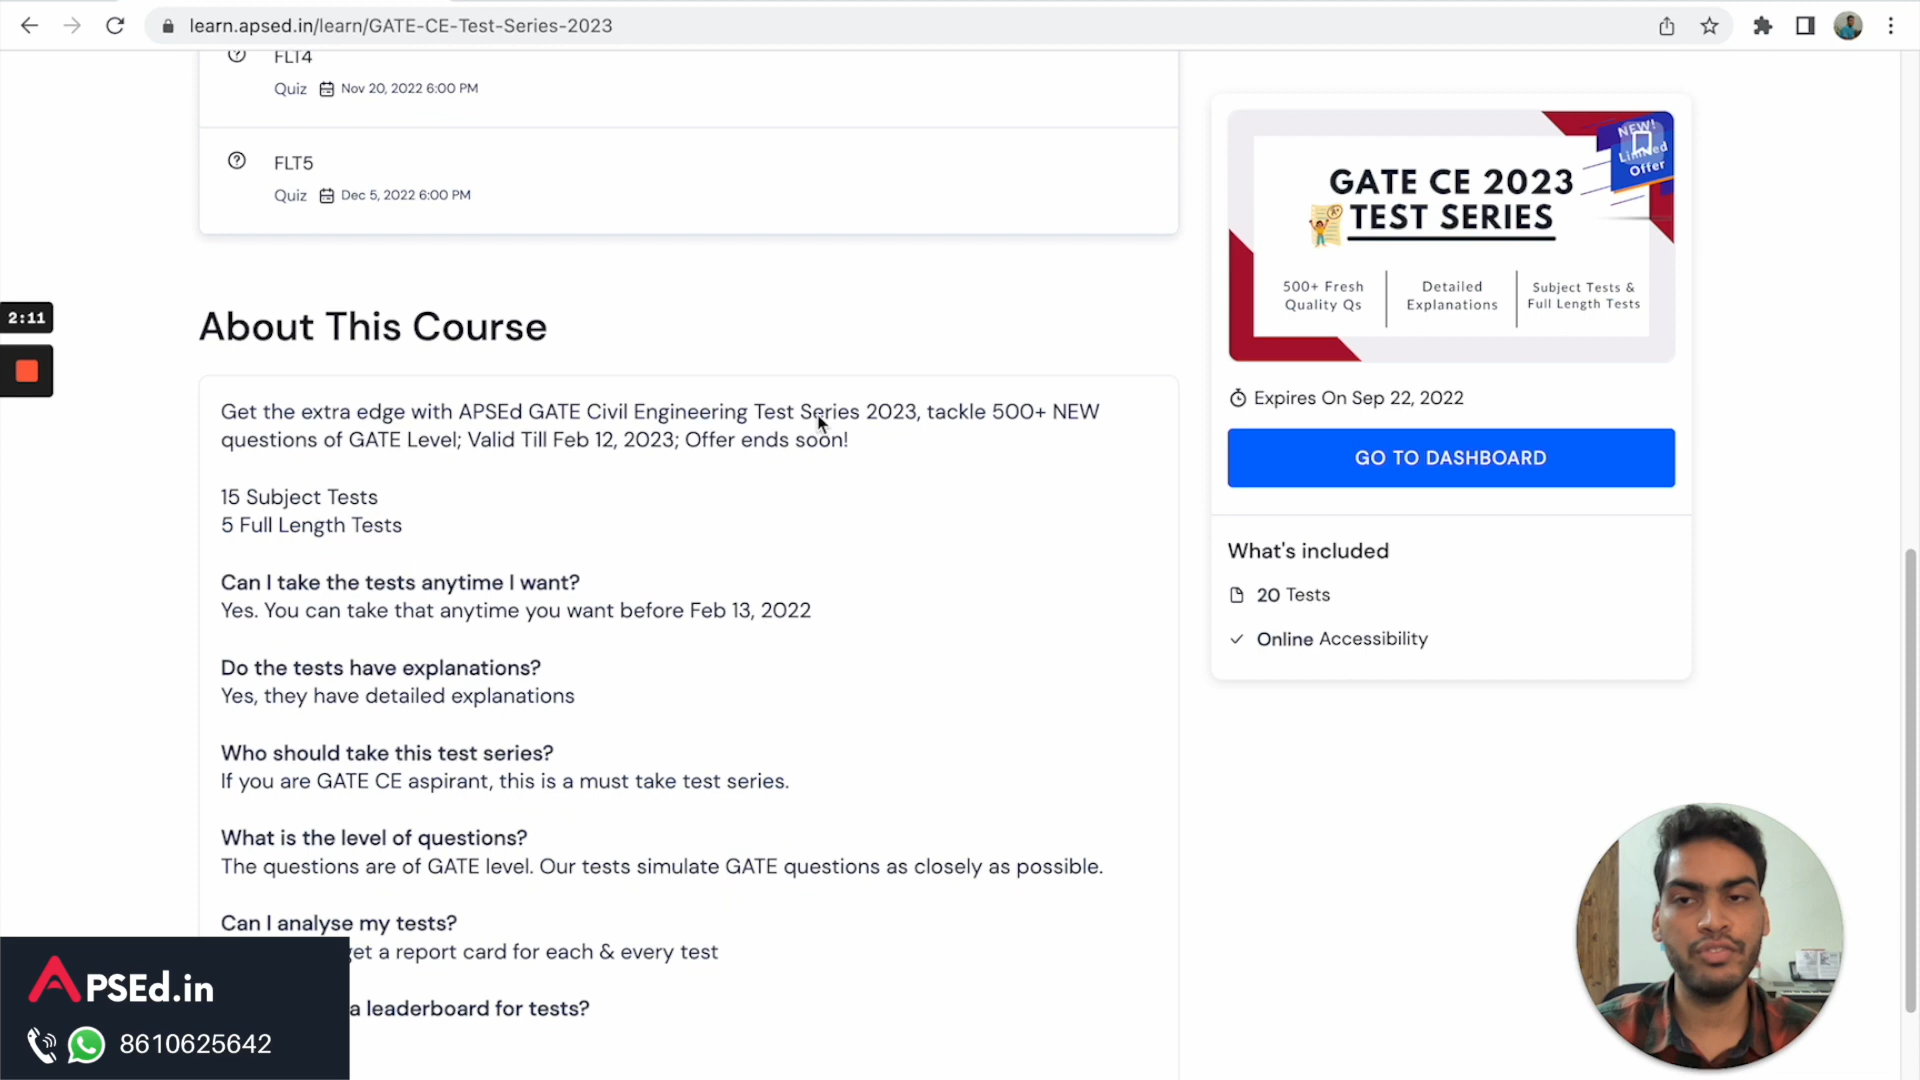 learn.apsed.in/learn/GATE-CE-Test-Series-2023
FLT4
Quiz Nov 20, 2022 6:00 PM
FLT5
Quiz Dec 5, 2022 6:00 PM
About This Course
Get the extra edge with APSEd GATE Civil Engineering Test Series 2023, tackle 500+ NEW
questions of GATE Level; Valid Till Feb 12, 2023; Offer ends soon!
15 Subject Tests
5 Full Length Tests
Can I take the tests anytime I want?
Yes. You can take that anytime you want before Feb 13, 2022
Do the tests have explanations?
Yes, they have detailed explanations
Who should take this test series?
If you are GATE CE aspirant, this is a must take test series.
What is the level of questions?
The questions are of GATE level. Our tests simulate GATE questions as closely as possible.
Can I analyse my tests?
get a report card for each & every test
a leaderboard for tests?
NEW!
Limited
Offer
GATE CE 2023
TEST SERIES
A+
500+ Fresh
Quality Qs
Detailed
Explanations
Subject Tests &
Full Length Tests
Expires On Sep 22, 2022
GO TO DASHBOARD
What's included
20 Tests
Online Accessibility
2:11
APSEd.in
8610625642